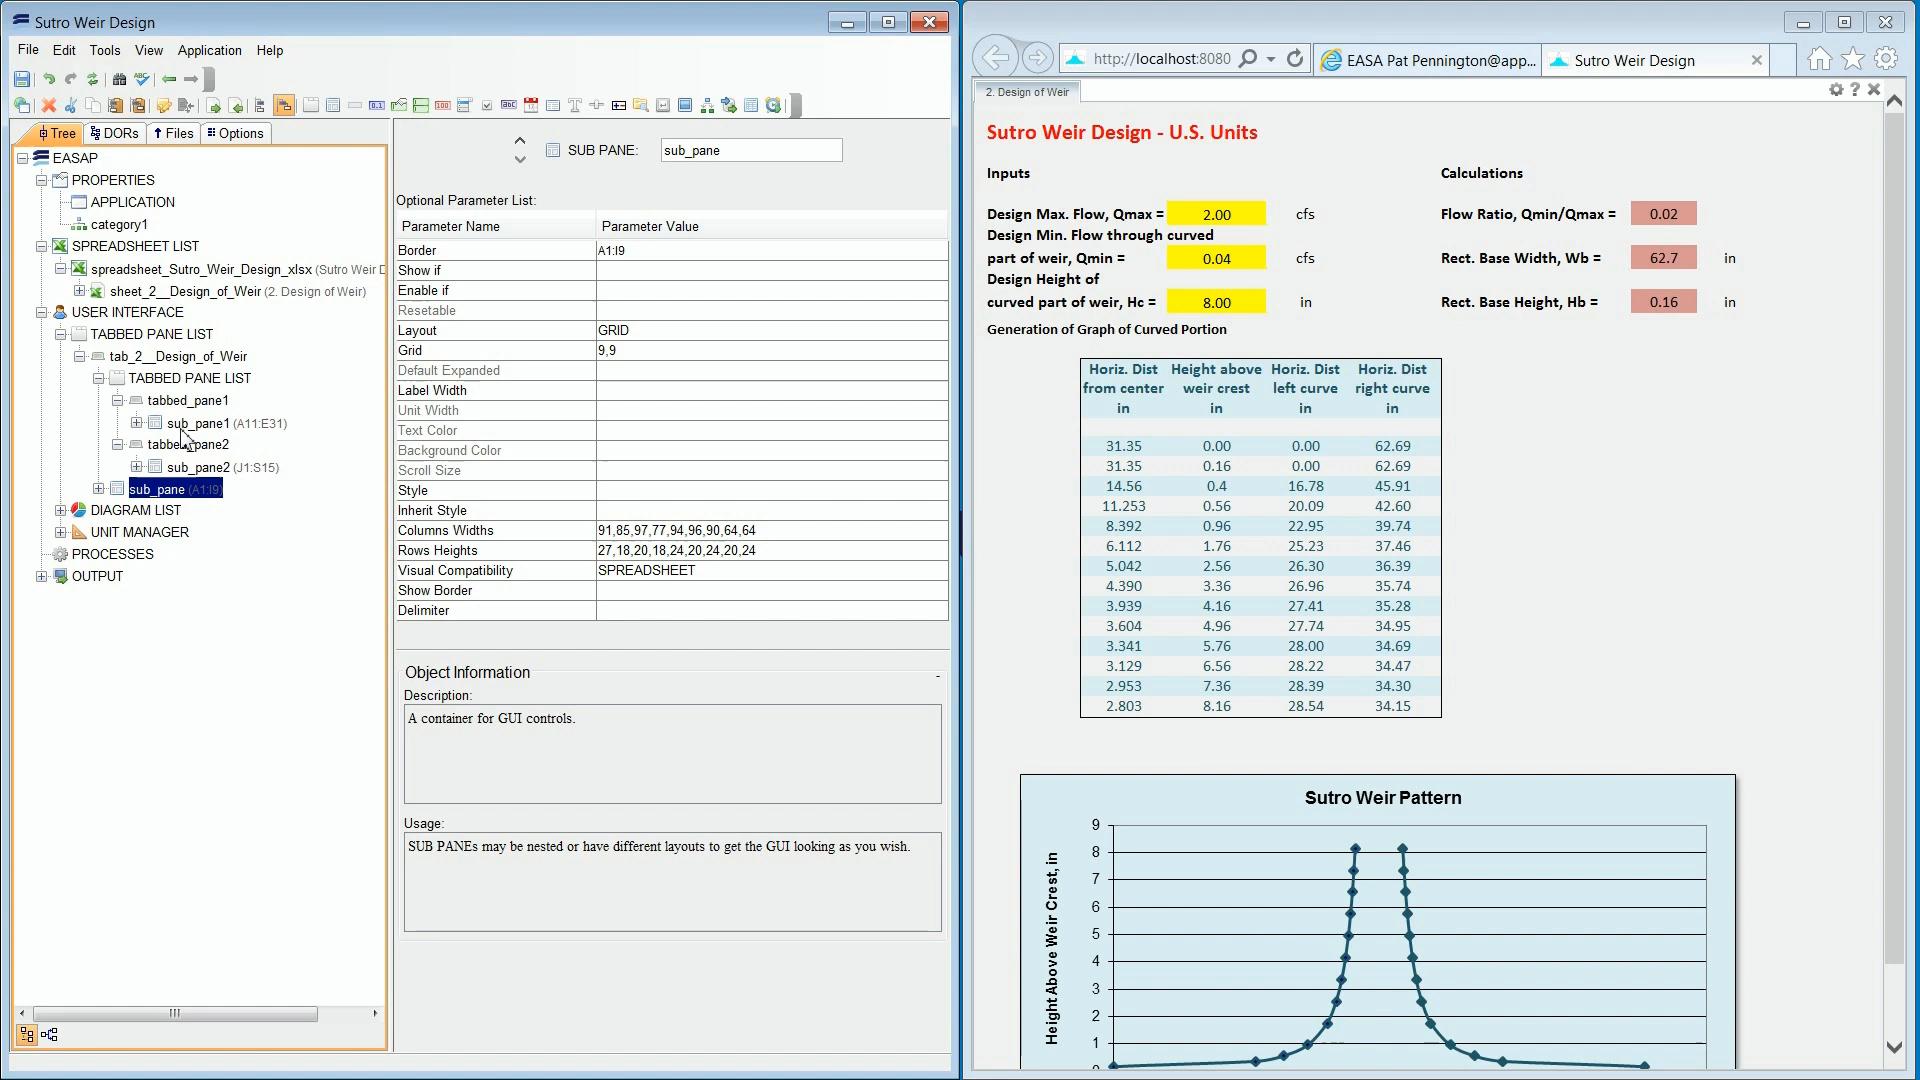 Sutro Weir Design
File Edit Tools View Application Help
Tree DORs Files Options
EASAP
PROPERTIES
APPLICATION
category1
SPREADSHEET LIST
spreadsheet_Sutro_Weir_Design_xlsx (Sutro Weir D
sheet_2__Design_of_Weir (2. Design of Weir)
USER INTERFACE
TABBED PANE LIST
tab_2__Design_of_Weir
TABBED PANE LIST
tabbed_pane1
sub_pane1 (A11:E31)
tabbed_pane2
sub_pane2 (J1:S15)
sub_pane (A1:I9)
DIAGRAM LIST
UNIT MANAGER
PROCESSES
OUTPUT
SUB PANE: sub_pane
Optional Parameter List:
Parameter Name Parameter Value
Border A1:I9
Show if
Enable if
Resetable
Layout GRID
Grid 9,9
Default Expanded
Label Width
Unit Width
Text Color
Background Color
Scroll Size
Style
Inherit Style
Columns Widths 91,85,97,77,94,96,90,64,64
Rows Heights 27,18,20,18,24,20,24,20,24
Visual Compatibility SPREADSHEET
Show Border
Delimiter
Object Information -
Description:
A container for GUI controls.
Usage:
SUB PANEs may be nested or have different layouts to get the GUI looking as you wish.
http://localhost:8080 EASA Pat Pennington@app... Sutro Weir Design
2. Design of Weir
Sutro Weir Design - U.S. Units
Inputs Calculations
Design Max. Flow, Qmax = 2.00 cfs Flow Ratio, Qmin/Qmax = 0.02
Design Min. Flow through curved
part of weir, Qmin = 0.04 cfs Rect. Base Width, Wb = 62.7 in
Design Height of
curved part of weir, Hc = 8.00 in Rect. Base Height, Hb = 0.16 in
Generation of Graph of Curved Portion
Horiz. Dist Height above Horiz. Dist Horiz. Dist
from center weir crest left curve right curve
in in in in
31.35 0.00 0.00 62.69
31.35 0.16 0.00 62.69
14.56 0.4 16.78 45.91
11.253 0.56 20.09 42.60
8.392 0.96 22.95 39.74
6.112 1.76 25.23 37.46
5.042 2.56 26.30 36.39
4.390 3.36 26.96 35.74
3.939 4.16 27.41 35.28
3.604 4.96 27.74 34.95
3.341 5.76 28.00 34.69
3.129 6.56 28.22 34.47
2.953 7.36 28.39 34.30
2.803 8.16 28.54 34.15
Sutro Weir Pattern
Height Above Weir Crest, in
9
8
7
6
5
4
3
2
1
0